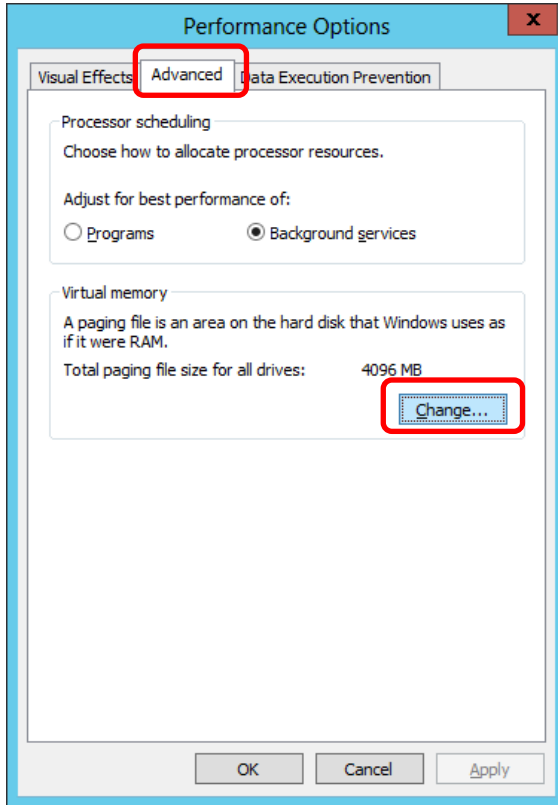 Performance Options
x
Visual Effects
Advanced
Data Execution Prevention
Processor scheduling
Choose how to allocate processor resources.
Adjust for best performance of:
Programs
Background services
Virtual memory
A paging file is an area on the hard disk that Windows uses as
if it were RAM.
Total paging file size for all drives: 4096 MB
Change...
OK
Cancel
Apply